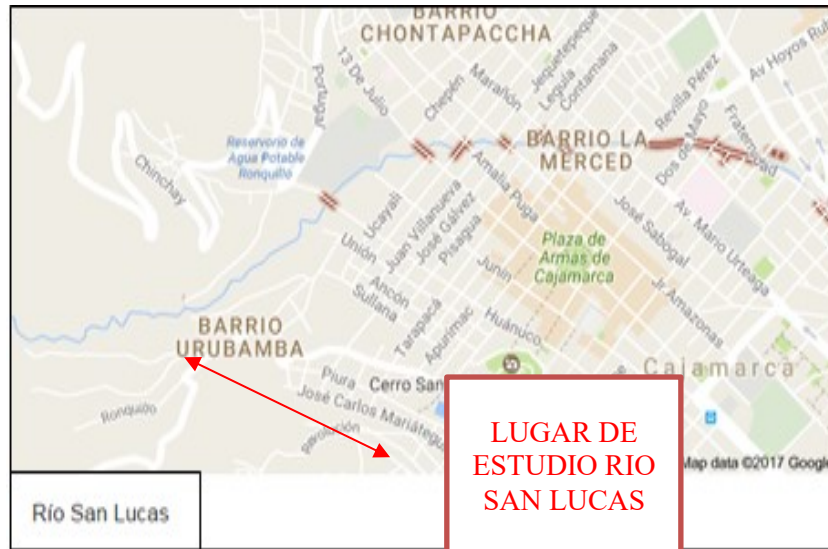 BARRIO
CHONTAPACCHA
13 De Julio
Portugal
Chepén
Marañón
Jequetepeque
Leguía
Contamana
Av Hoyos Rub
Revilla Pérez
Fraternidad
Dos de Mayo
Reservorio de
Agua Potable
Ronquillo
Chinchay
BARRIO LA
MERCED
Amalia Puga
Ucayali
Juan Villanueva
José Gálvez
Pisagua
Unión
José Sabogal
Av. Mario Urteaga
Plaza de
Armas de
Cajamarca
Junín
Ancón
Sullana
Tarapacá
Apurímac
Huánuco
Jr. Amazonas
BARRIO
URUBAMBA
Cajamarca
Piura
Cerro San
José Carlos Mariátegu
Ronquillo
LUGAR DE
ESTUDIO RIO
SAN LUCAS
Map data ©2017 Google
Río San Lucas